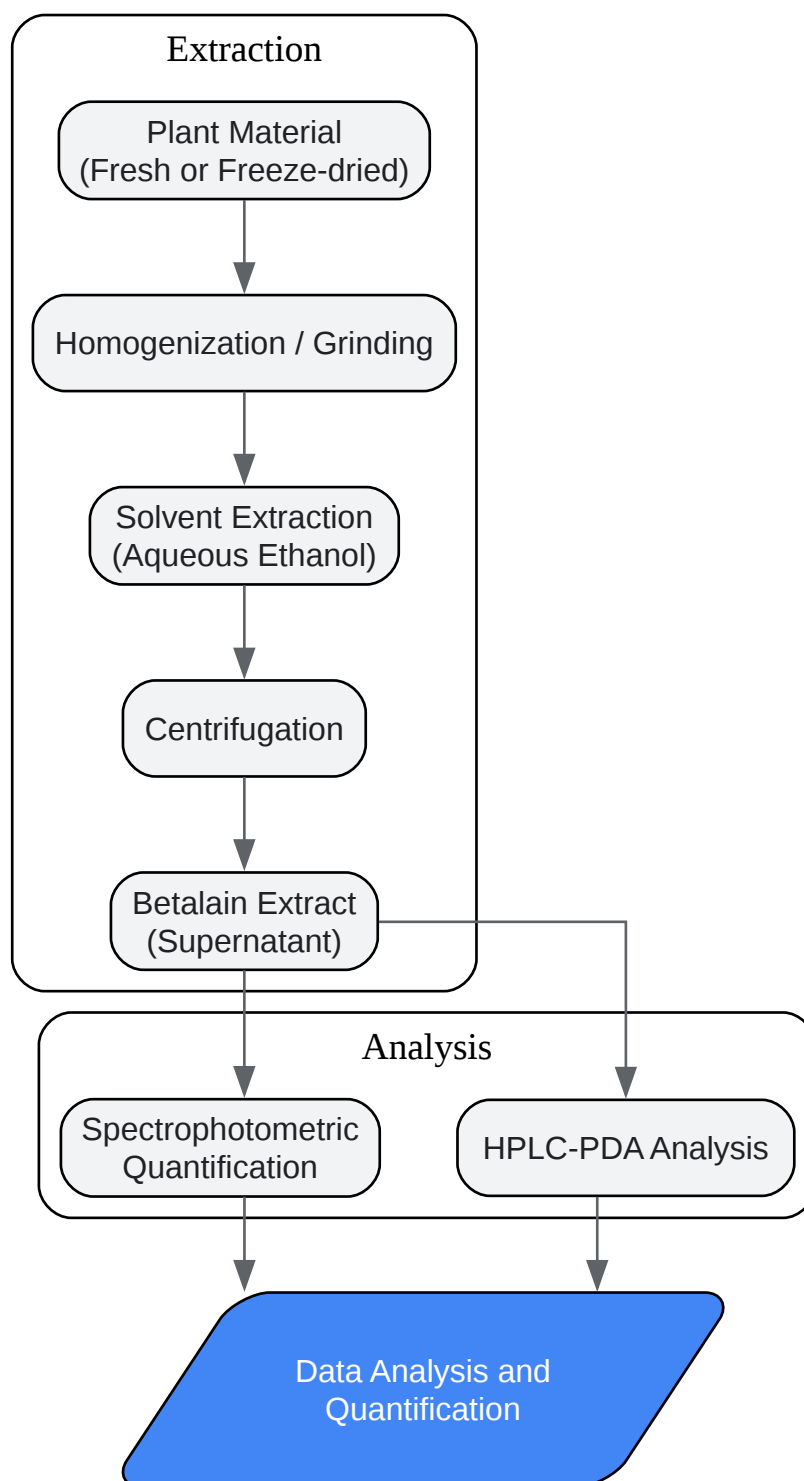 Extraction
Plant Material
(Fresh or Freeze-dried)
Homogenization / Grinding
Solvent Extraction
(Aqueous Ethanol)
Centrifugation
Betalain Extract
(Supernatant)
Analysis
Spectrophotometric
Quantification
HPLC-PDA Analysis
Data Analysis and
Quantification